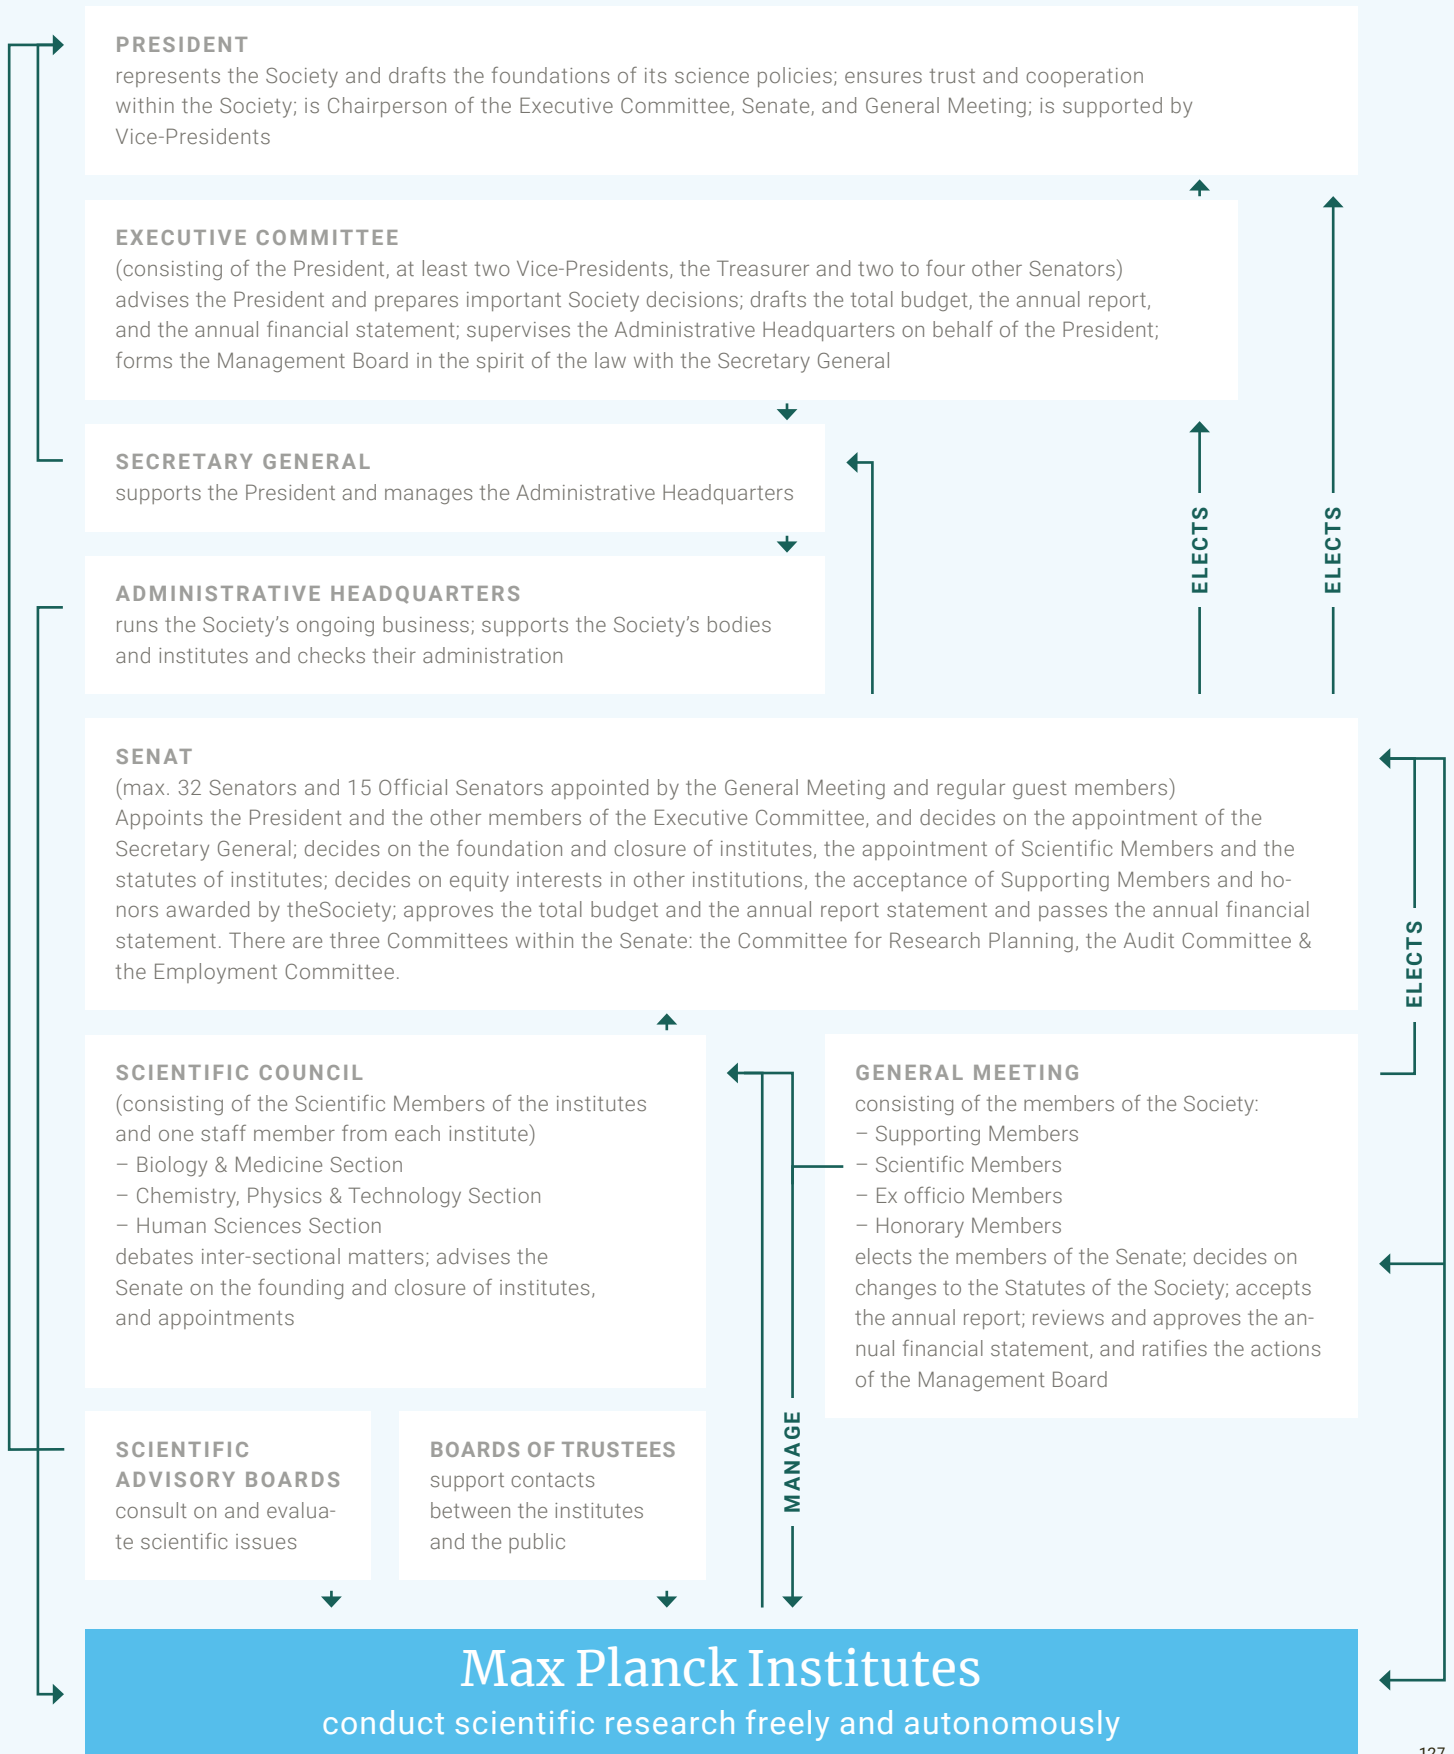 PRESIDENT
represents the Society and drafts the foundations of its science policies; ensures trust and cooperation
within the Society; is Chairperson of the Executive Committee, Senate, and General Meeting; is supported by
Vice-Presidents
EXECUTIVE COMMITTEE
(consisting of the President, at least two Vice-Presidents, the Treasurer and two to four other Senators)
advises the President and prepares important Society decisions; drafts the total budget, the annual report,
and the annual financial statement; supervises the Administrative Headquarters on behalf of the President;
forms the Management Board in the spirit of the law with the Secretary General
SECRETARY GENERAL
supports the President and manages the Administrative Headquarters
ELECTS
ELECTS
ADMINISTRATIVE HEADQUARTERS
runs the Society's ongoing business; supports the Society's bodies
and institutes and checks their administration
SENAT
(max. 32 Senators and 15 Official Senators appointed by the General Meeting and regular guest members)
Appoints the President and the other members of the Executive Committee, and decides on the appointment of the
Secretary General; decides on the foundation and closure of institutes, the appointment of Scientific Members and the
statutes of institutes; decides on equity interests in other institutions, the acceptance of Supporting Members and ho-
nors awarded by theSociety; approves the total budget and the annual report statement and passes the annual financial
statement. There are three Committees within the Senate: the Committee for Research Planning, the Audit Committee &
the Employment Committee.
ELECTS
SCIENTIFIC COUNCIL
(consisting of the Scientific Members of the institutes
and one staff member from each institute)
– Biology & Medicine Section
– Chemistry, Physics & Technology Section
– Human Sciences Section
debates inter-sectional matters; advises the
Senate on the founding and closure of institutes,
and appointments
GENERAL MEETING
consisting of the members of the Society:
– Supporting Members
– Scientific Members
– Ex officio Members
– Honorary Members
elects the members of the Senate; decides on
changes to the Statutes of the Society; accepts
the annual report; reviews and approves the an-
nual financial statement, and ratifies the actions
of the Management Board
SCIENTIFIC
ADVISORY BOARDS
consult on and evalua-
te scientific issues
BOARDS OF TRUSTEES
support contacts
between the institutes
and the public
MANAGE
Max Planck Institutes
conduct scientific research freely and autonomously
127